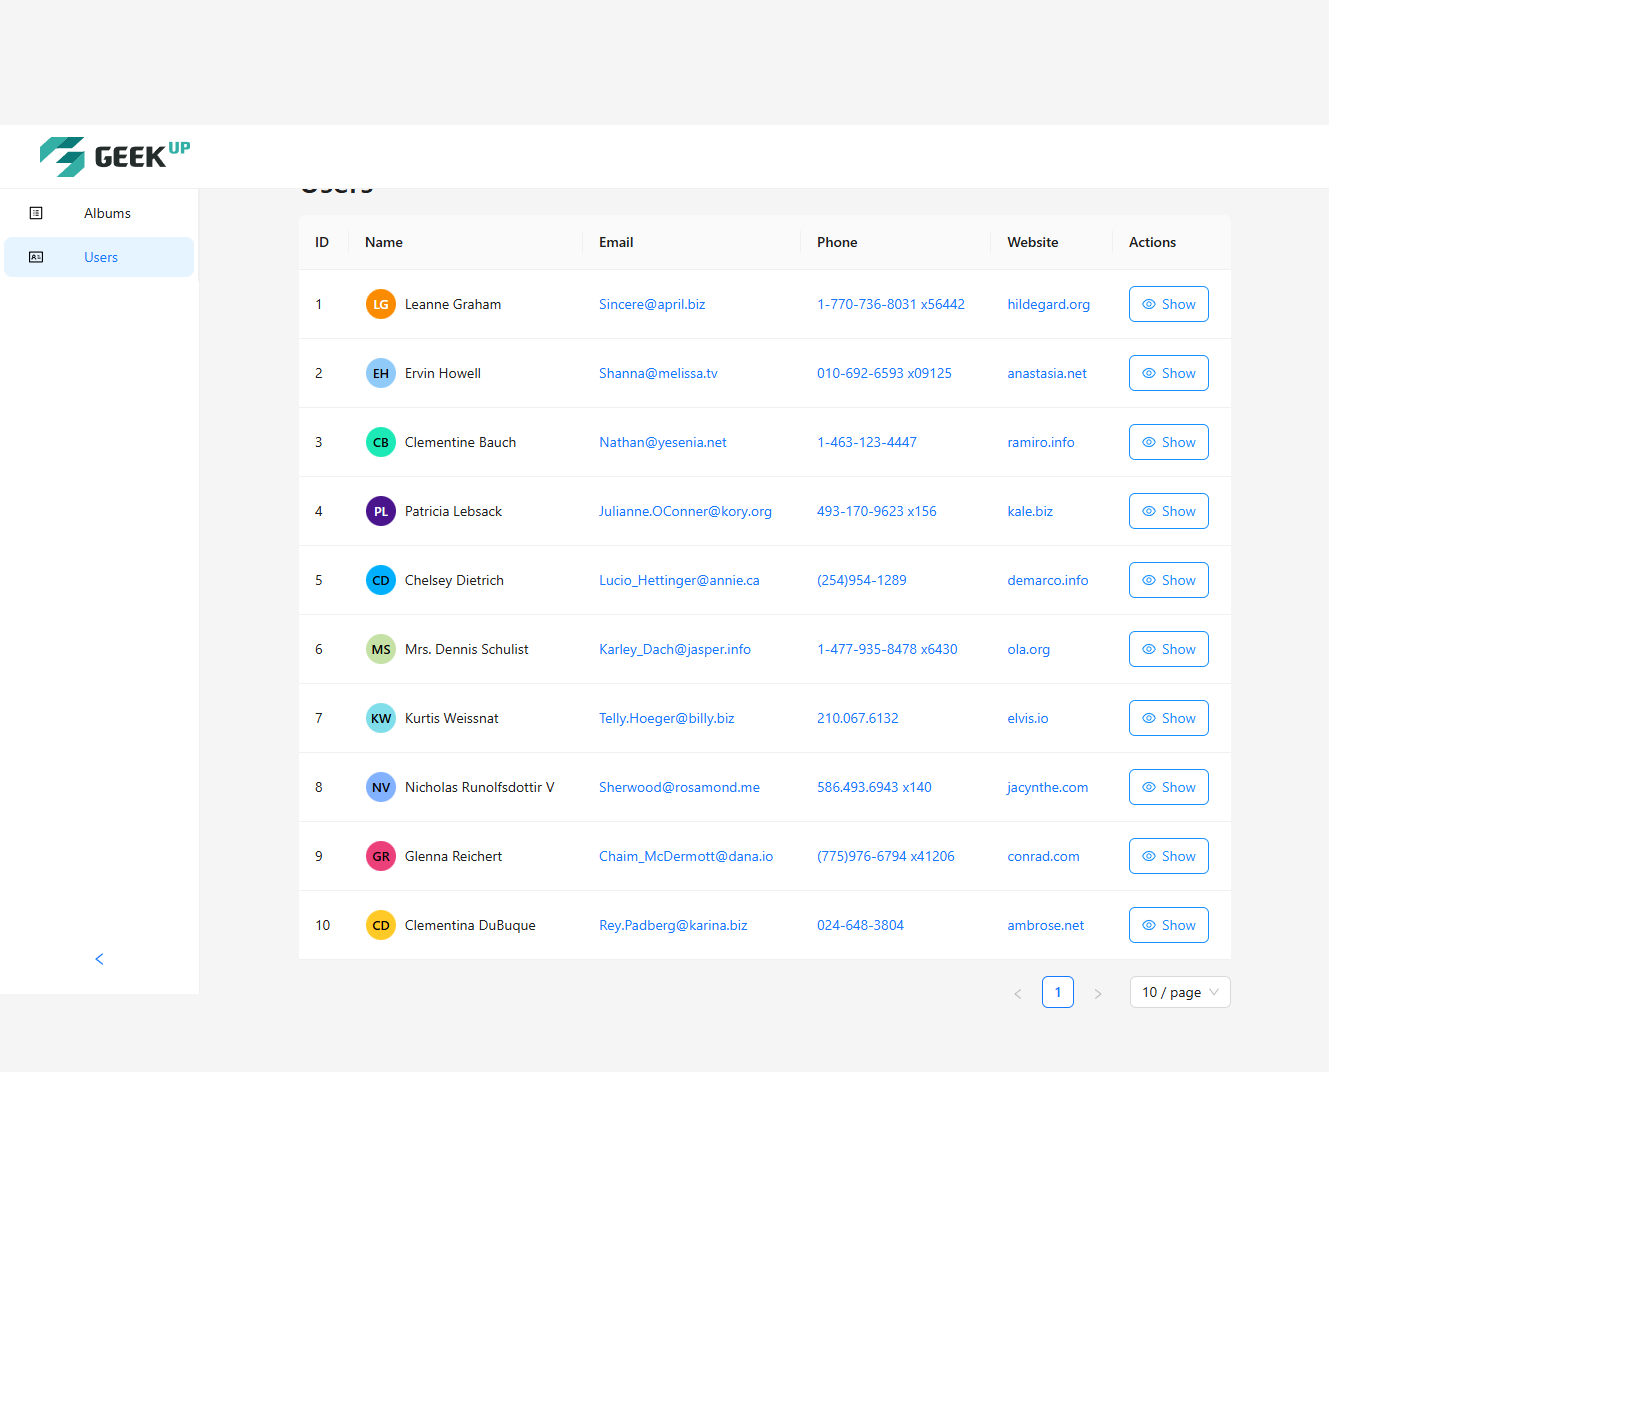 GEEK UP
Users
Albums
Users
ID Name Email Phone Website Actions
1 LG Leanne Graham Sincere@april.biz 1-770-736-8031 x56442 hildegard.org Show
2 EH Ervin Howell Shanna@melissa.tv 010-692-6593 x09125 anastasia.net Show
3 CB Clementine Bauch Nathan@yesenia.net 1-463-123-4447 ramiro.info Show
4 PL Patricia Lebsack Julianne.OConner@kory.org 493-170-9623 x156 kale.biz Show
5 CD Chelsey Dietrich Lucio_Hettinger@annie.ca (254)954-1289 demarco.info Show
6 MS Mrs. Dennis Schulist Karley_Dach@jasper.info 1-477-935-8478 x6430 ola.org Show
7 KW Kurtis Weissnat Telly.Hoeger@billy.biz 210.067.6132 elvis.io Show
8 NV Nicholas Runolfsdottir V Sherwood@rosamond.me 586.493.6943 x140 jacynthe.com Show
9 GR Glenna Reichert Chaim_McDermott@dana.io (775)976-6794 x41206 conrad.com Show
10 CD Clementina DuBuque Rey.Padberg@karina.biz 024-648-3804 ambrose.net Show
< 1 > 10 / page